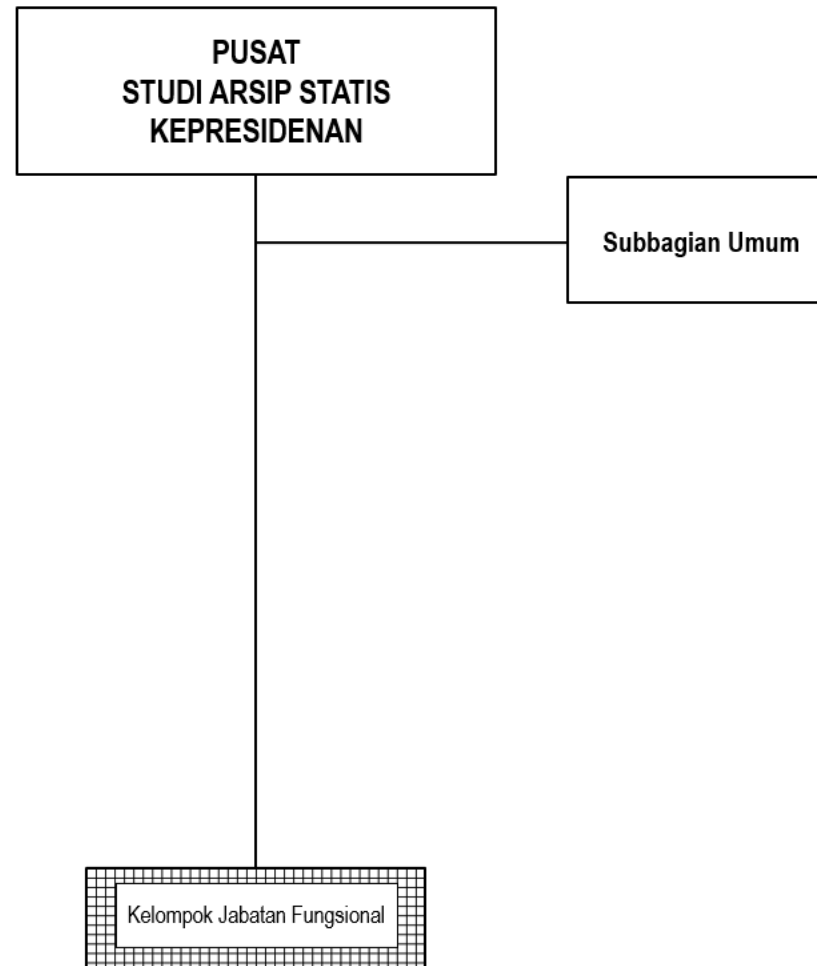 PUSAT
STUDI ARSIP STATIS
KEPRESIDENAN
Subbagian Umum
Kelompok Jabatan Fungsional